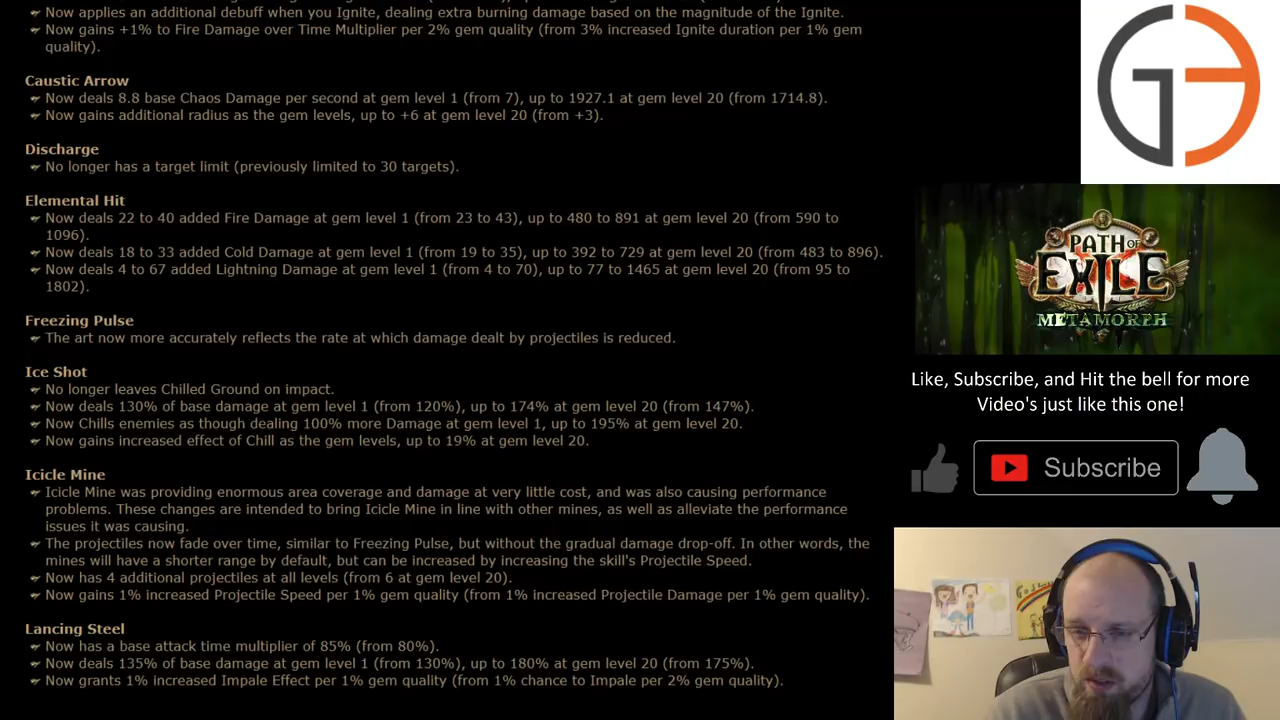 Now applies an additional debuff when you Ignite, dealing extra burning damage based on the magnitude of the Ignite.
Now gains +1% to Fire Damage over Time Multiplier per 2% gem quality (from 3% increased Ignite duration per 1% gem
quality).
Caustic Arrow
Now deals 8.8 base Chaos Damage per second at gem level 1 (from 7), up to 1927.1 at gem level 20 (from 1714.8).
Now gains additional radius as the gem levels, up to +6 at gem level 20 (from +3).
Discharge
No longer has a target limit (previously limited to 30 targets).
Elemental Hit
Now deals 22 to 40 added Fire Damage at gem level 1 (from 23 to 43), up to 480 to 891 at gem level 20 (from 590 to
1096).
Now deals 18 to 33 added Cold Damage at gem level 1 (from 19 to 35), up to 392 to 729 at gem level 20 (from 483 to 896).
Now deals 4 to 67 added Lightning Damage at gem level 1 (from 4 to 70), up to 77 to 1465 at gem level 20 (from 95 to
1802).
Freezing Pulse
The art now more accurately reflects the rate at which damage dealt by projectiles is reduced.
Ice Shot
No longer leaves Chilled Ground on impact.
Now deals 130% of base damage at gem level 1 (from 120%), up to 174% at gem level 20 (from 147%).
Now Chills enemies as though dealing 100% more Damage at gem level 1, up to 195% at gem level 20.
Now gains increased effect of Chill as the gem levels, up to 19% at gem level 20.
Icicle Mine
Icicle Mine was providing enormous area coverage and damage at very little cost, and was also causing performance
problems. These changes are intended to bring Icicle Mine in line with other mines, as well as alleviate the performance
issues it was causing.
The projectiles now fade over time, similar to Freezing Pulse, but without the gradual damage drop-off. In other words, the
mines will have a shorter range by default, but can be increased by increasing the skill's Projectile Speed.
Now has 4 additional projectiles at all levels (from 6 at gem level 20).
Now gains 1% increased Projectile Speed per 1% gem quality (from 1% increased Projectile Damage per 1% gem quality).
Lancing Steel
Now has a base attack time multiplier of 85% (from 80%).
Now deals 135% of base damage at gem level 1 (from 130%), up to 180% at gem level 20 (from 175%).
Now grants 1% increased Impale Effect per 1% gem quality (from 1% chance to Impale per 2% gem quality).
PATH OF
EXILE
METAMORPH
Like, Subscribe, and Hit the bell for more
Video's just like this one!
Subscribe